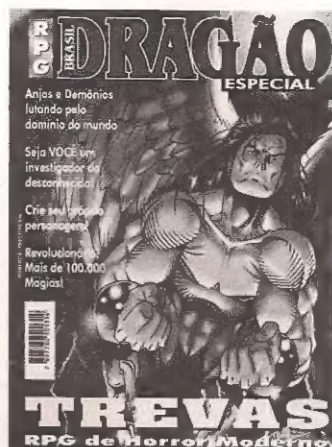 RPG
BRASIL
DRAGÃO
ESPECIAL
Anjos e Demônios
lutando pelo
domínio do mundo
Seja VOCÊ um
investigador do
desconhecido!
Crie seu próprio
personagem!
Revolucionário!
Mais de 100.000
Magias!
TREVAS
RPG de Horror Moderno